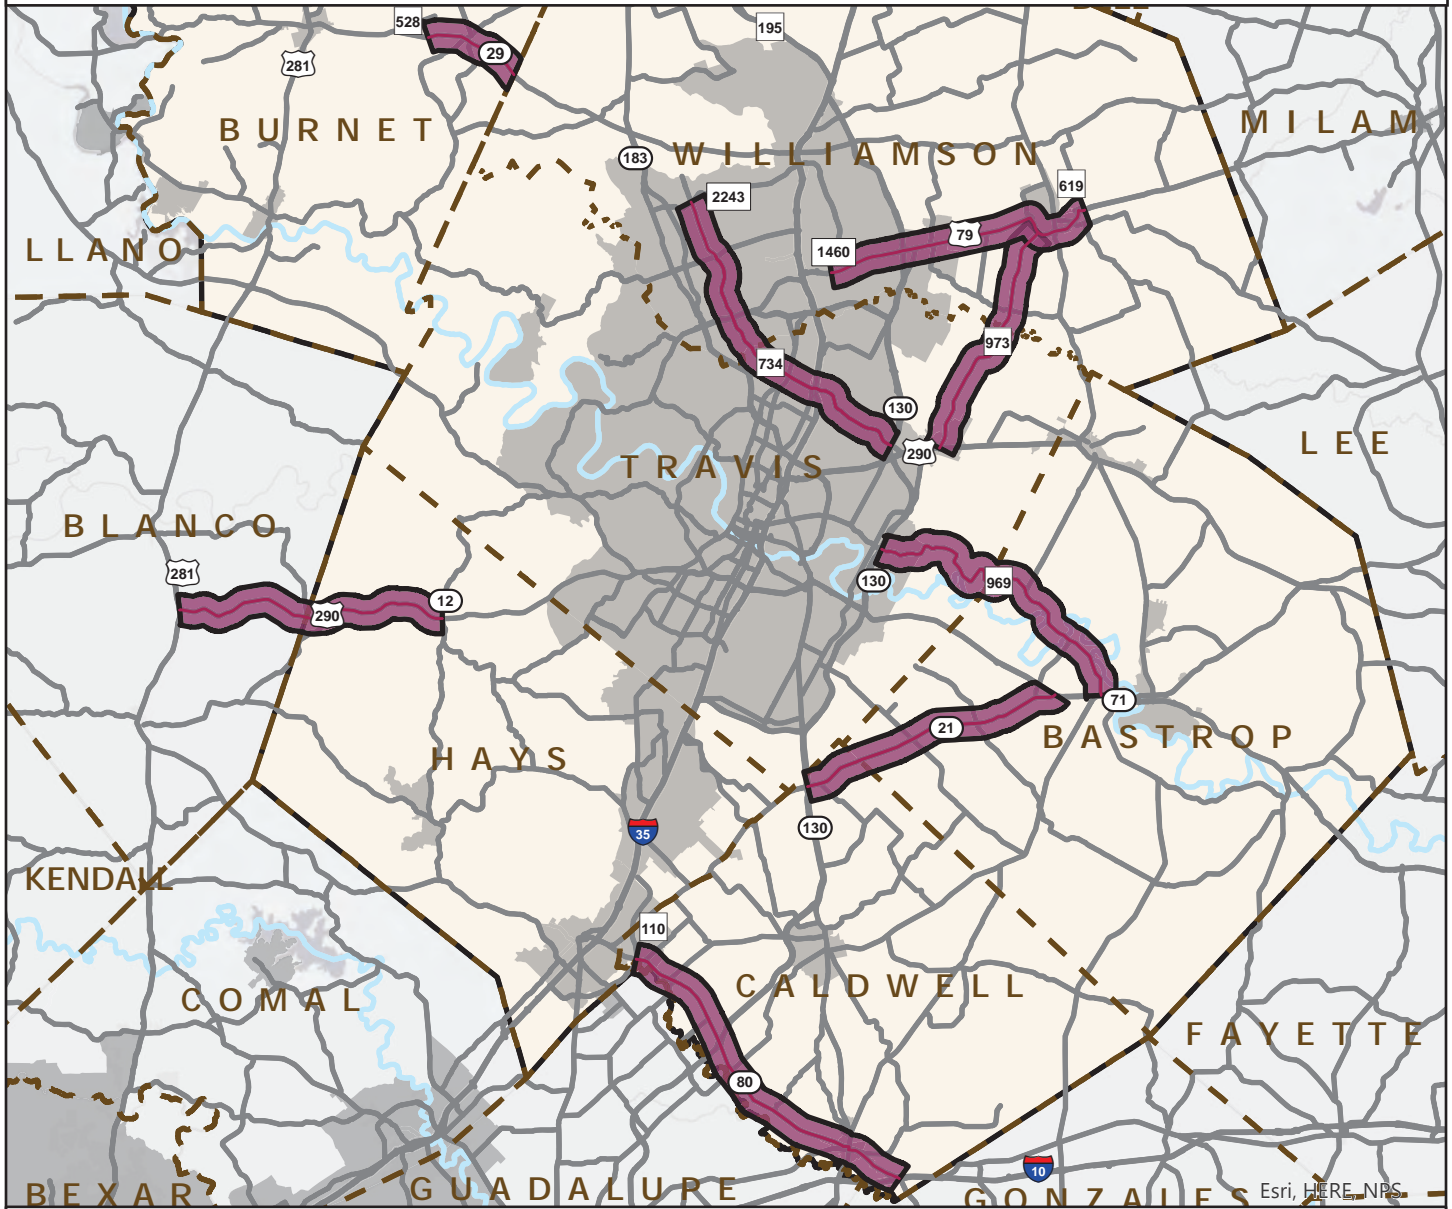 528
195
29
281
BELL
BURNET
MILAM
183
WILLIAMSON
2243
619
79
LLANO
1460
973
734
130
LEE
290
TRAVIS
BLANCO
281
130
969
12
290
71
21
BASTROP
HAYS
35
130
KENDALL
110
COMAL
CALDWELL
FAYETTE
80
10
BEXAR
GUADALUPE
GONZALES
Esri, HERE, NPS